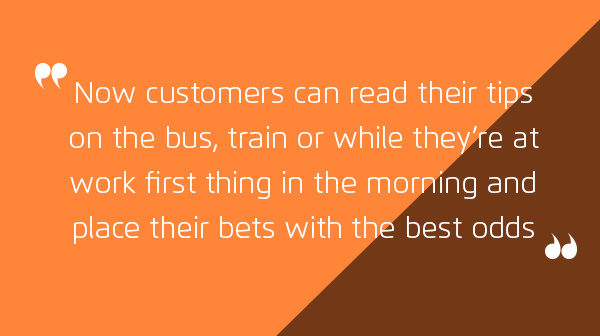 ❞ Now customers can read their tips
on the bus, train or while they’re at
work first thing in the morning and
place their bets with the best odds ❝